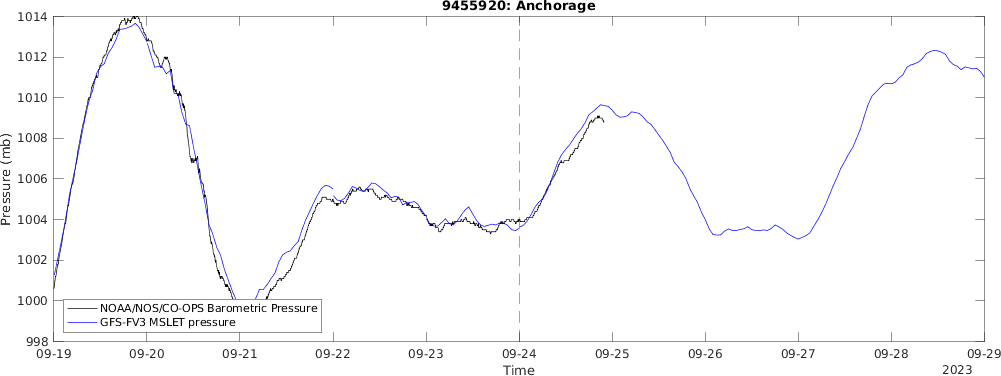 9455920: Anchorage
Pressure (mb)
1014
1012
1010
1008
1006
1004
1002
1000
998
NOAA/NOS/CO-OPS Barometric Pressure
GFS-FV3 MSLET pressure
09-19 09-20 09-21 09-22 09-23 09-24 09-25 09-26 09-27 09-28 09-29
Time
2023